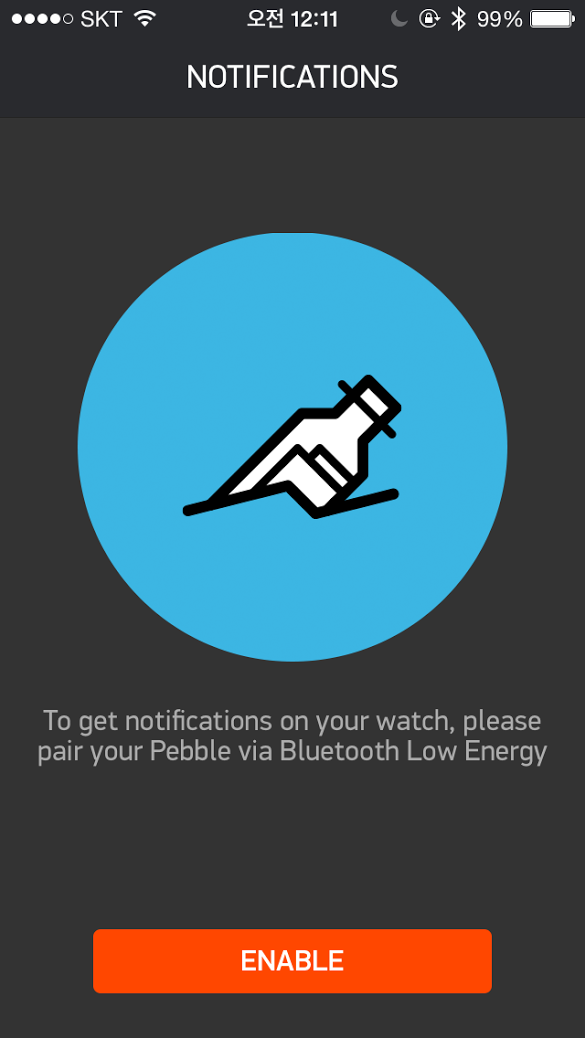 SKT 오전 12:11 99%
NOTIFICATIONS
To get notifications on your watch, please
pair your Pebble via Bluetooth Low Energy
ENABLE